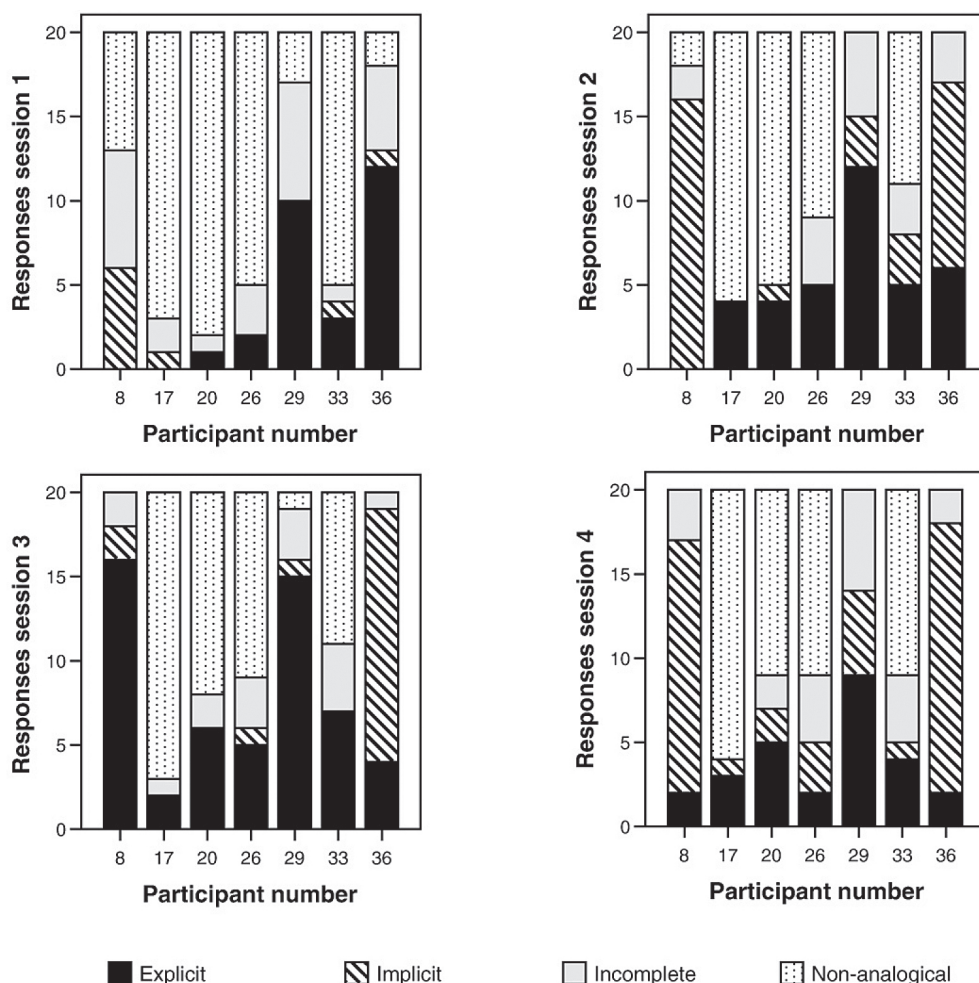 Responses session 1
20
15
10
5
0
8 17 20 26 29 33 36
Participant number
Responses session 2
20
15
10
5
0
8 17 20 26 29 33 36
Participant number
Responses session 3
20
15
10
5
0
8 17 20 26 29 33 36
Participant number
Responses session 4
20
15
10
5
0
8 17 20 26 29 33 36
Participant number
Explicit Implicit Incomplete Non-analogical